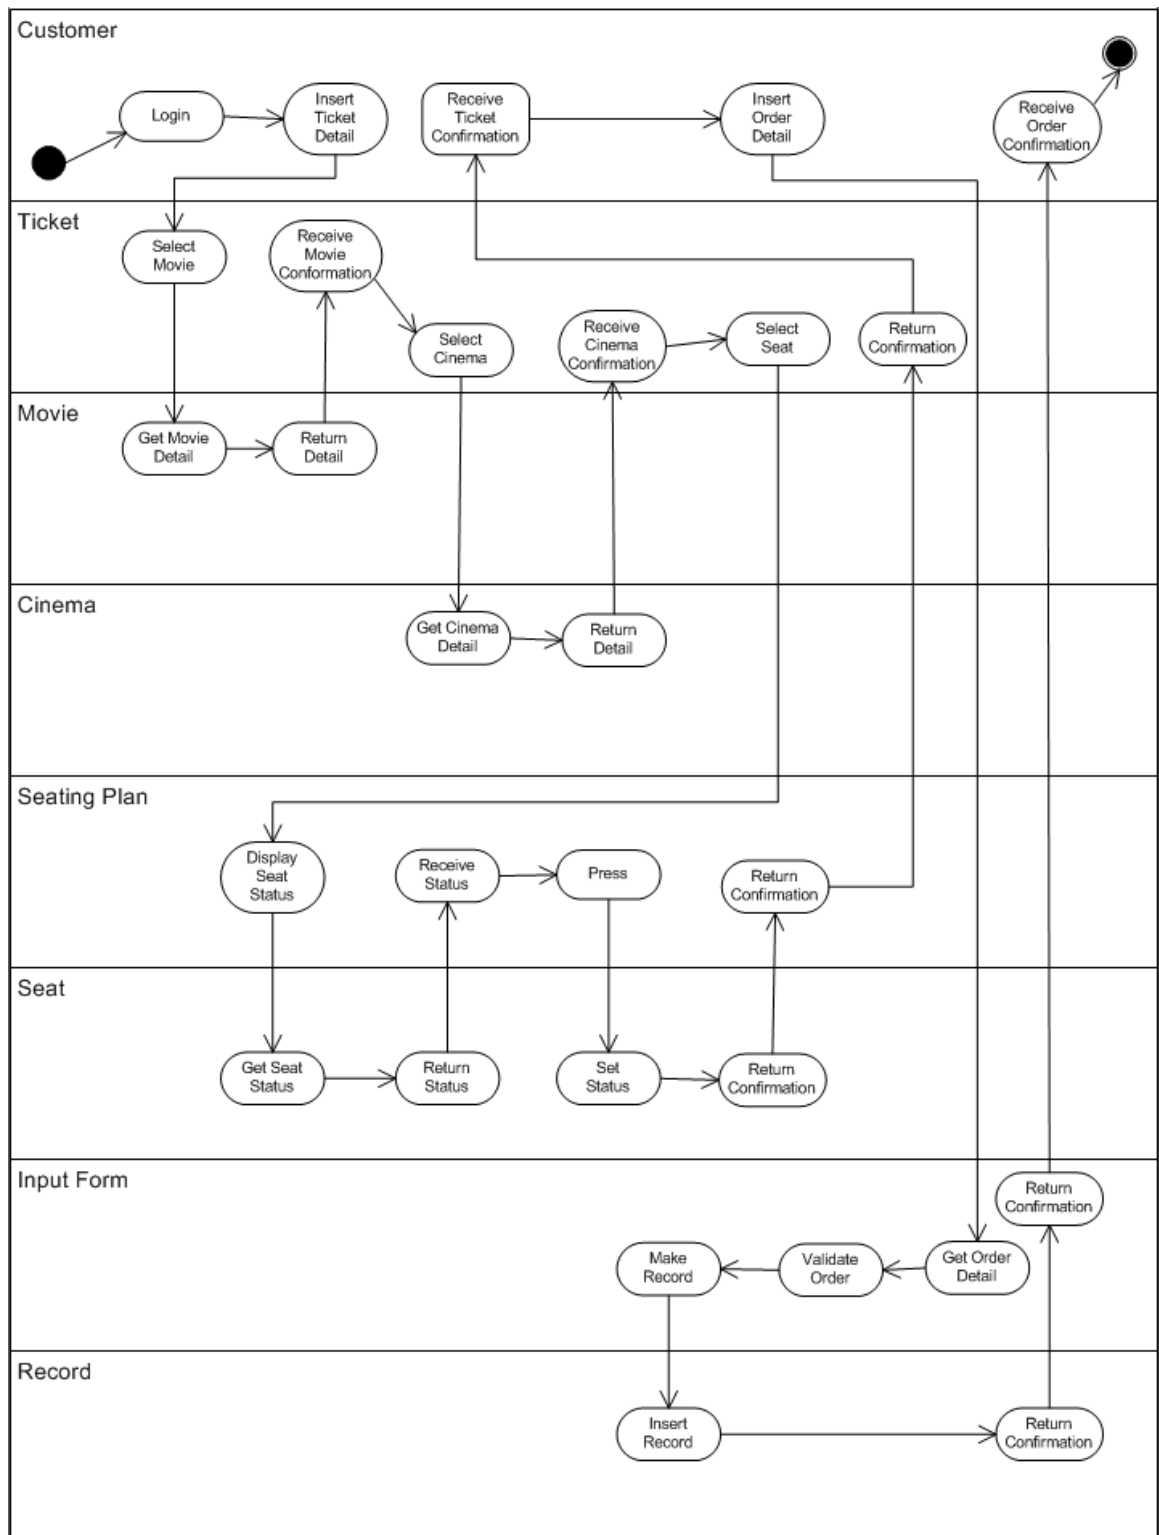 Customer
Login
Insert
Ticket
Detail
Receive
Ticket
Confirmation
Insert
Order
Detail
Receive
Order
Confirmation
Ticket
Select
Movie
Receive
Movie
Conformation
Select
Cinema
Receive
Cinema
Confirmation
Select
Seat
Return
Confirmation
Movie
Get Movie
Detail
Return
Detail
Cinema
Get Cinema
Detail
Return
Detail
Seating Plan
Display
Seat
Status
Receive
Status
Press
Return
Confirmation
Seat
Get Seat
Status
Return
Status
Set
Status
Return
Confirmation
Input Form
Return
Confirmation
Make
Record
Validate
Order
Get Order
Detail
Record
Insert
Record
Return
Confirmation